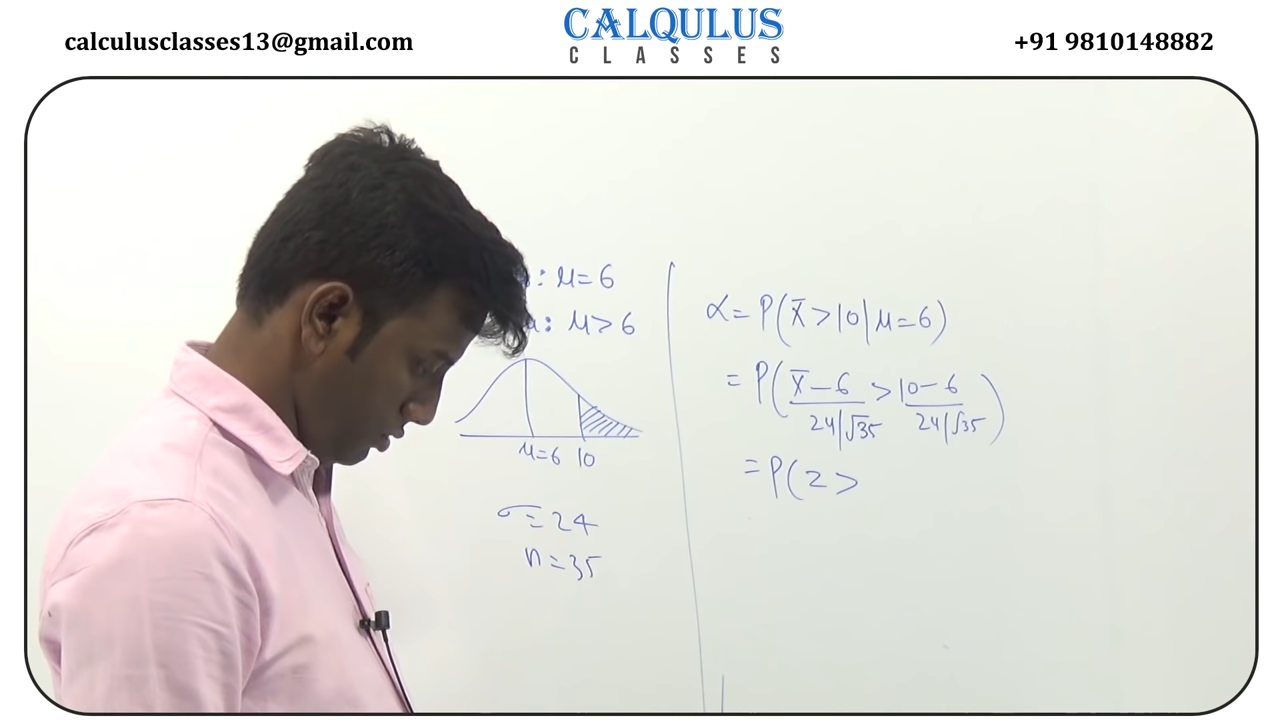 calculusclasses13@gmail.com
CALQULUS
CLASSES
+91 9810148882
: μ=6
: μ>6
μ=6 10
σ=24
n=35
α=P(X̄>10|μ=6)
=P(X̄-6/24/√35 > 10-6/24/√35)
=P(Z>